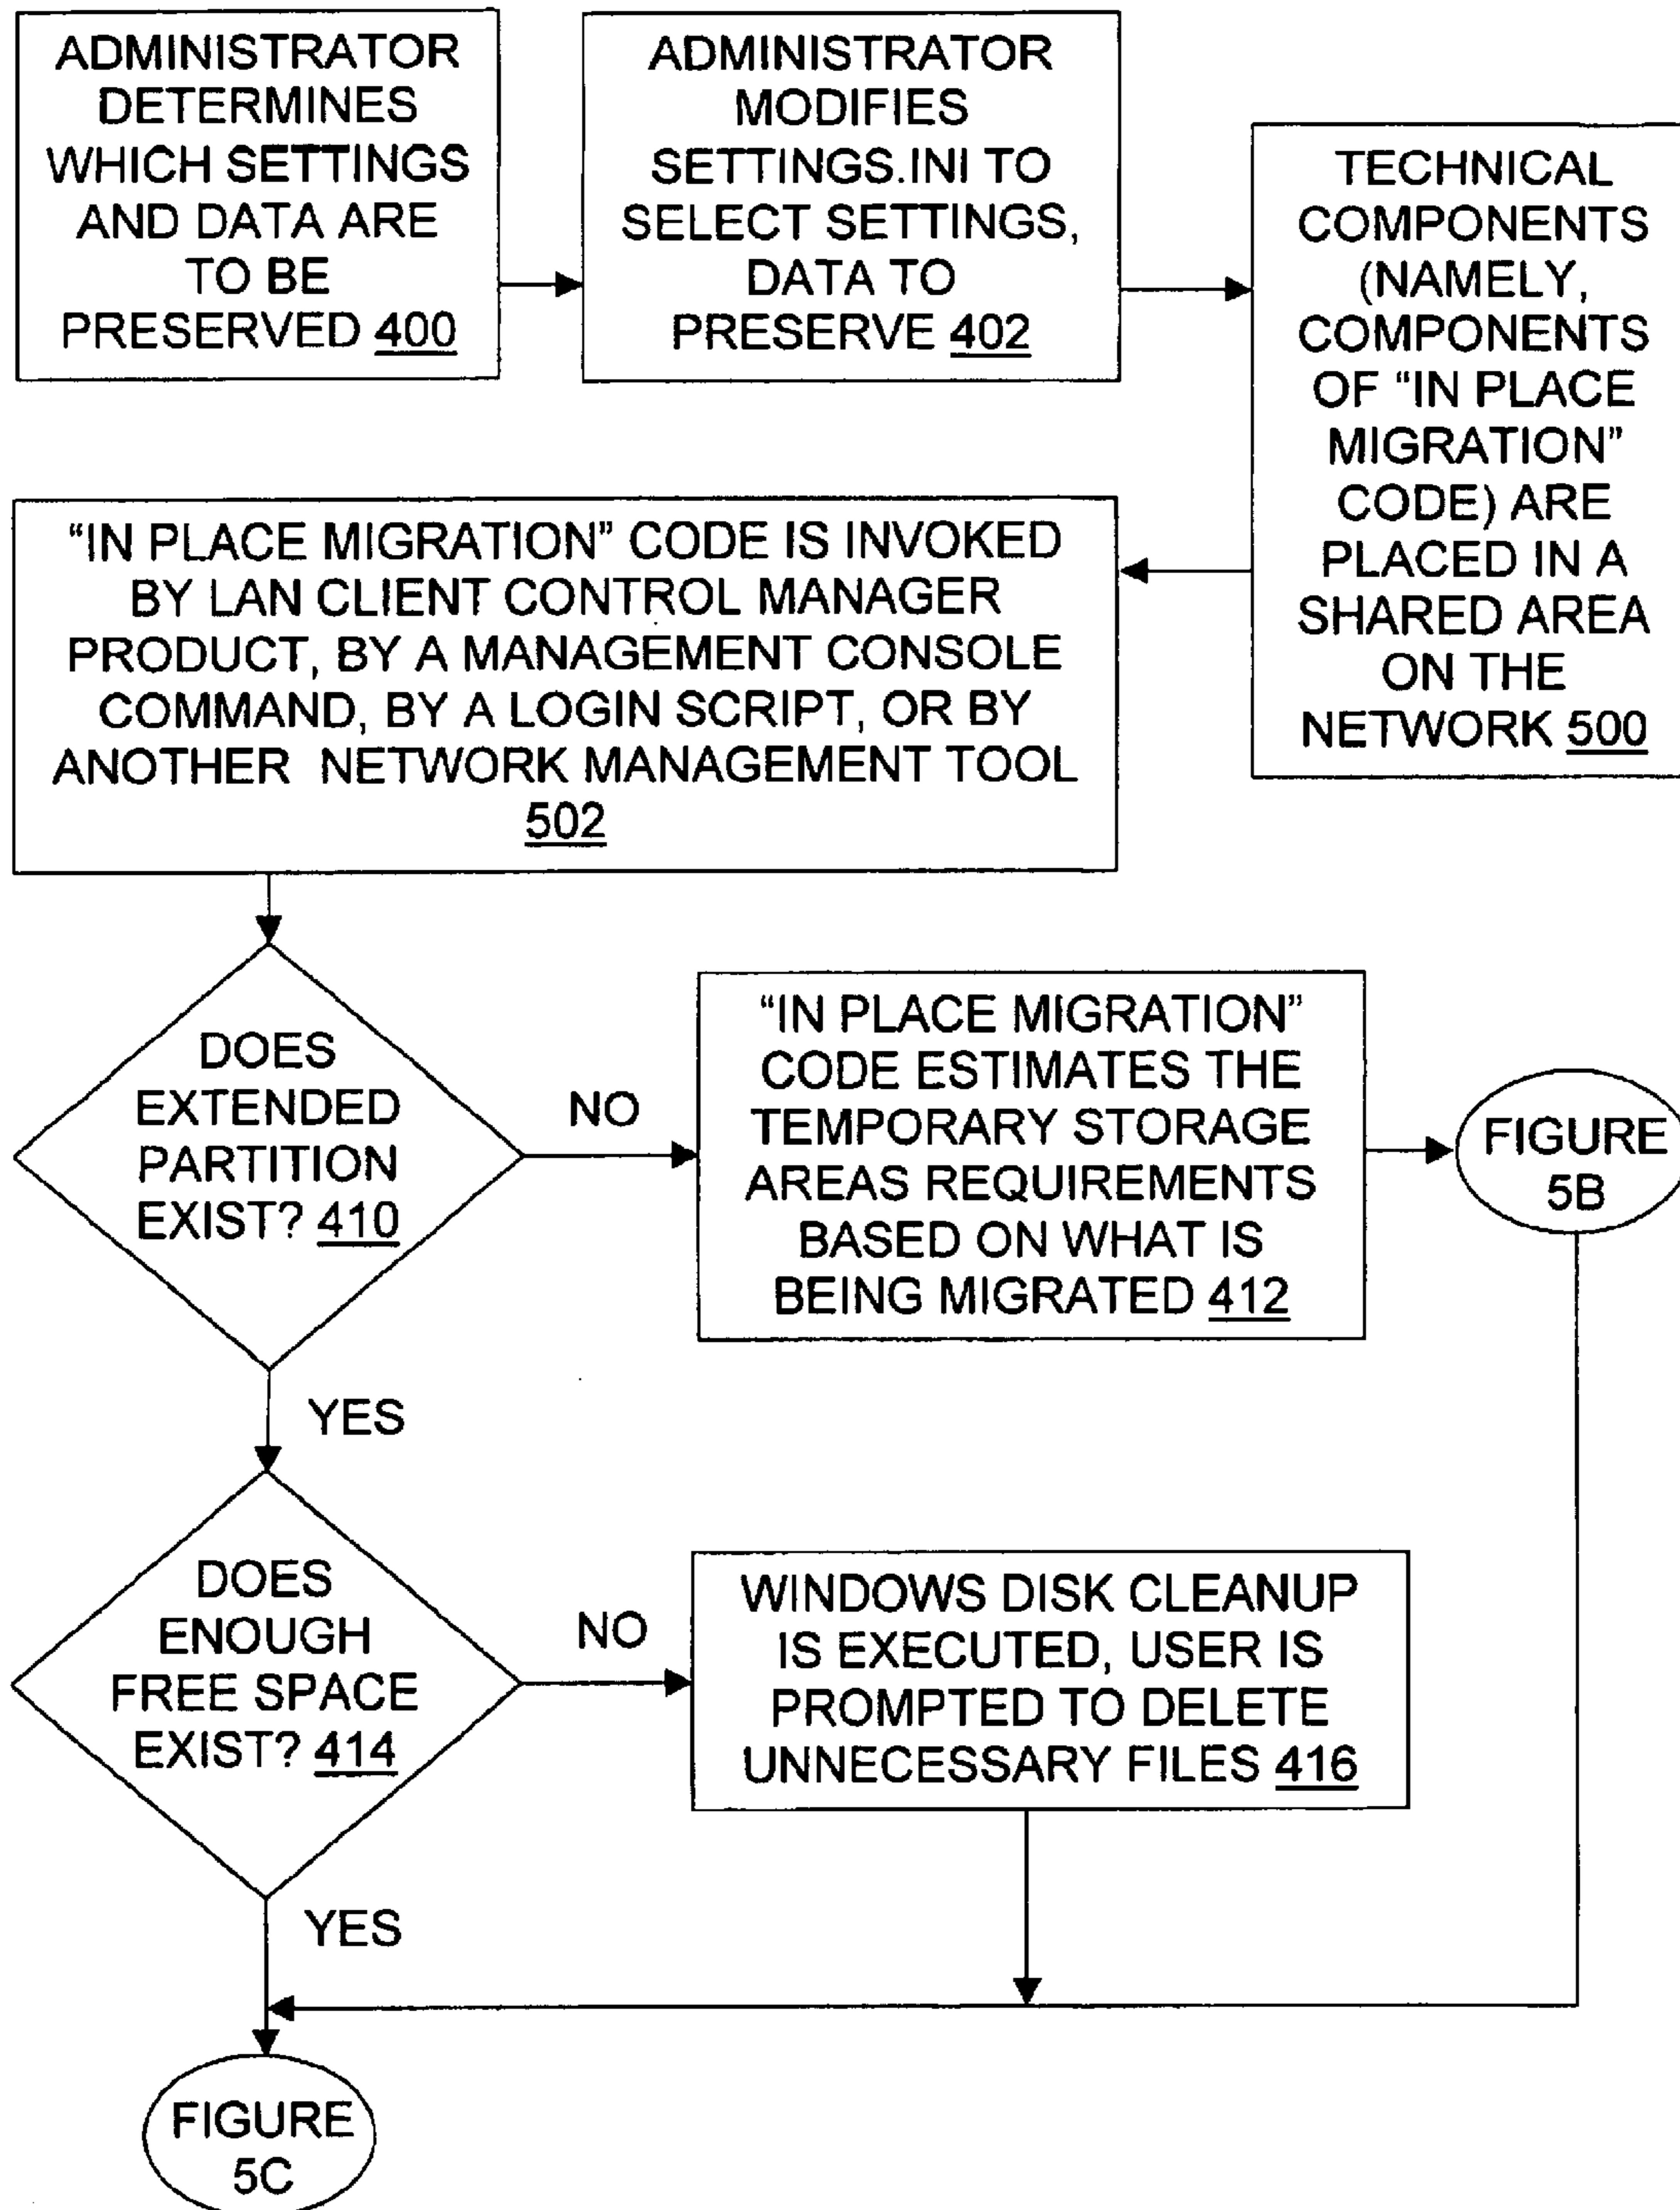 ADMINISTRATOR
DETERMINES
WHICH SETTINGS
AND DATA ARE
TO BE
PRESERVED 400
ADMINISTRATOR
MODIFIES
SETTINGS.INI TO
SELECT SETTINGS,
DATA TO
PRESERVE 402
TECHNICAL
COMPONENTS
(NAMELY,
COMPONENTS
OF “IN PLACE
MIGRATION”
CODE) ARE
PLACED IN A
SHARED AREA
ON THE
NETWORK 500
“IN PLACE MIGRATION” CODE IS INVOKED
BY LAN CLIENT CONTROL MANAGER
PRODUCT, BY A MANAGEMENT CONSOLE
COMMAND, BY A LOGIN SCRIPT, OR BY
ANOTHER NETWORK MANAGEMENT TOOL
502
DOES
EXTENDED
PARTITION
EXIST? 410
NO
“IN PLACE MIGRATION”
CODE ESTIMATES THE
TEMPORARY STORAGE
AREAS REQUIREMENTS
BASED ON WHAT IS
BEING MIGRATED 412
FIGURE
5B
YES
DOES
ENOUGH
FREE SPACE
EXIST? 414
NO
WINDOWS DISK CLEANUP
IS EXECUTED, USER IS
PROMPTED TO DELETE
UNNECESSARY FILES 416
YES
FIGURE
5C